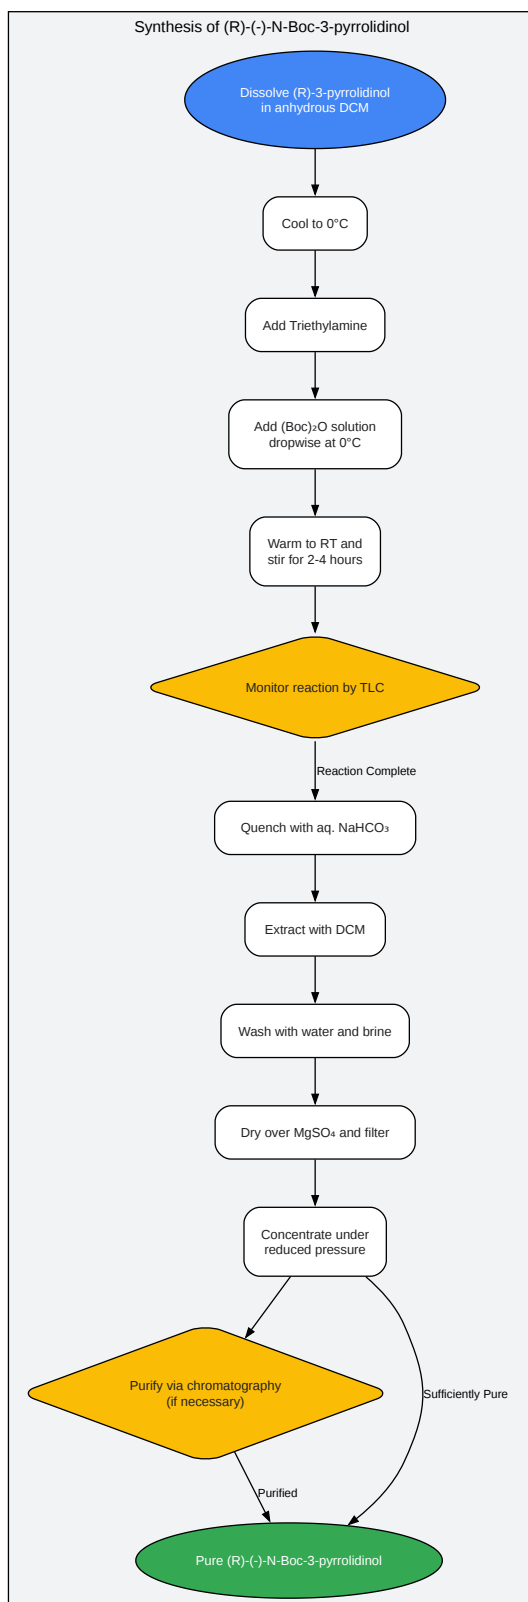 Synthesis of (R)-(-)-N-Boc-3-pyrrolidinol
Dissolve (R)-3-pyrrolidinol
in anhydrous DCM
Cool to 0°C
Add Triethylamine
Add (Boc)₂O solution
dropwise at 0°C
Warm to RT and
stir for 2-4 hours
Monitor reaction by TLC
Reaction Complete
Quench with aq. NaHCO₃
Extract with DCM
Wash with water and brine
Dry over MgSO₄ and filter
Concentrate under
reduced pressure
Purify via chromatography
(if necessary)
Sufficiently Pure
Purified
Pure (R)-(-)-N-Boc-3-pyrrolidinol